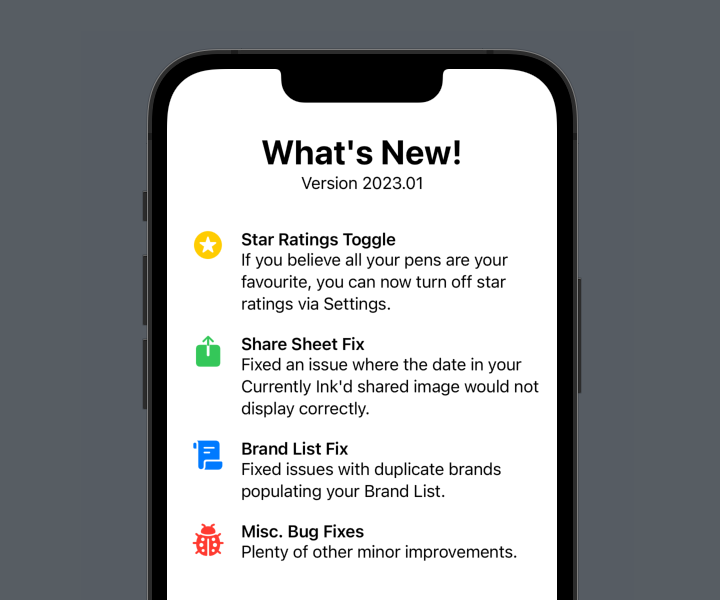 What's New!
Version 2023.01
Star Ratings Toggle
If you believe all your pens are your
favourite, you can now turn off star
ratings via Settings.
Share Sheet Fix
Fixed an issue where the date in your
Currently Ink'd shared image would not
display correctly.
Brand List Fix
Fixed issues with duplicate brands
populating your Brand List.
Misc. Bug Fixes
Plenty of other minor improvements.